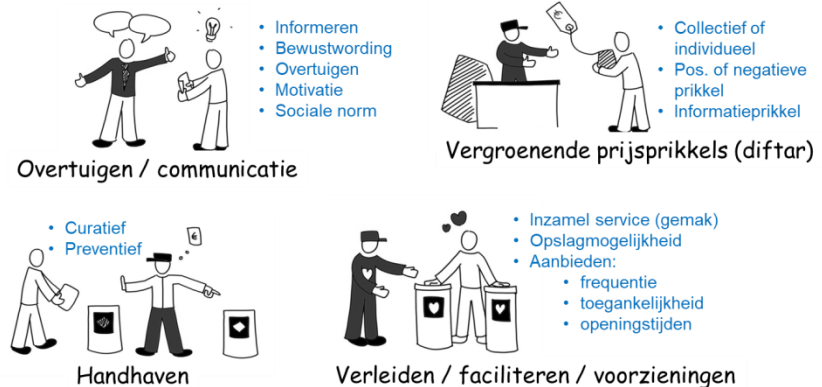 • Informeren
• Bewustwording
• Overtuigen
• Motivatie
• Sociale norm
Overtuigen / communicatie
€
• Collectief of
individueel
• Pos. of negatieve
prikkel
• Informatieprikkel
Vergroenende prijsprikkels (diftar)
• Curatief
• Preventief
€
Handhaven
• Inzamel service (gemak)
• Opslagmogelijkheid
• Aanbieden:
• frequentie
• toegankelijkheid
• openingstijden
Verleiden / faciliteren / voorzieningen